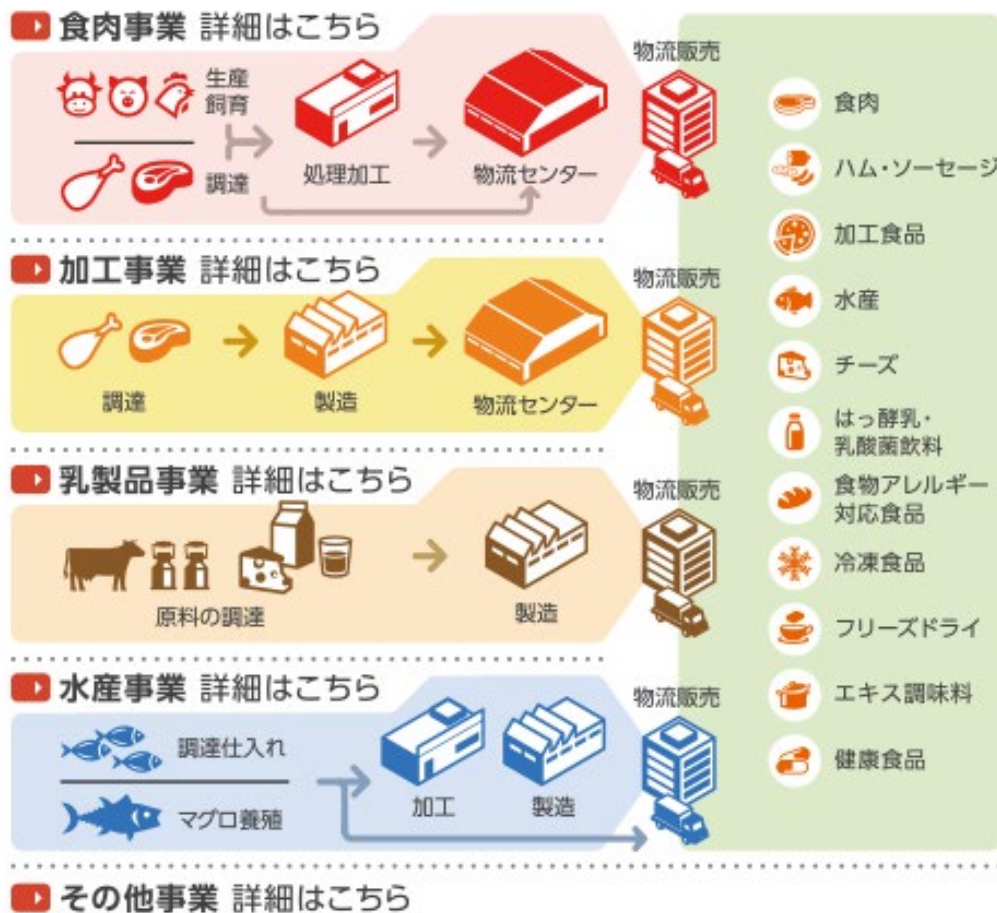 食肉事業 詳細はこちら
生産
飼育
調達
処理加工
物流センター
物流販売
加工事業 詳細はこちら
調達
製造
物流センター
物流販売
乳製品事業 詳細はこちら
原料の調達
製造
物流販売
水産事業 詳細はこちら
調達仕入れ
マグロ養殖
加工
製造
物流販売
その他事業 詳細はこちら
食肉
ハム・ソーセージ
加工食品
水産
チーズ
はっ酵乳・
乳酸菌飲料
食物アレルギー
対応食品
冷凍食品
フリーズドライ
エキス調味料
健康食品